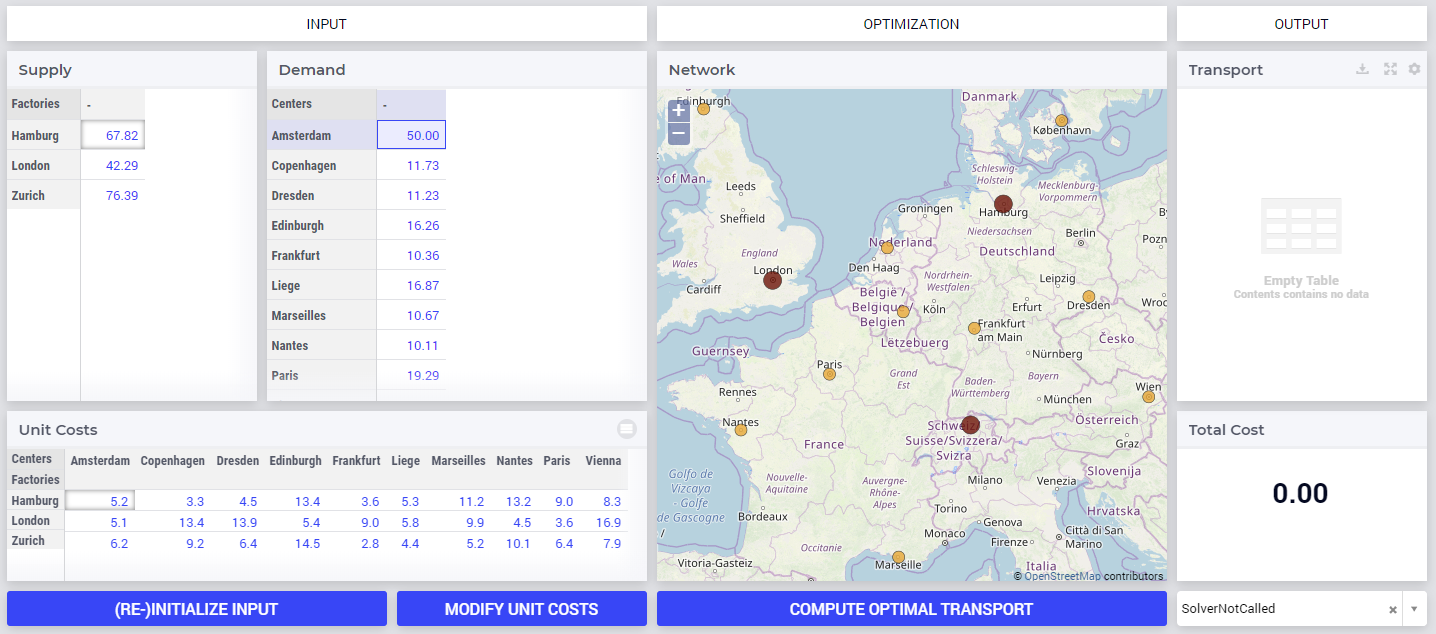 INPUT
OPTIMIZATION
OUTPUT
Supply
Factories -
Hamburg 67.82
London 42.29
Zurich 76.39
Demand
Centers -
Amsterdam 50.00
Copenhagen 11.73
Dresden 11.23
Edinburgh 16.26
Frankfurt 10.36
Liege 16.87
Marseilles 10.67
Nantes 10.11
Paris 19.29
Unit Costs
Centers Amsterdam Copenhagen Dresden Edinburgh Frankfurt Liege Marseilles Nantes Paris Vienna
Factories
Hamburg 5.2 3.3 4.5 13.4 3.6 5.3 11.2 13.2 9.0 8.3
London 5.1 13.4 13.9 5.4 9.0 5.8 9.9 4.5 3.6 16.9
Zurich 6.2 9.2 6.4 14.5 2.8 4.4 5.2 10.1 6.4 7.9
(RE-)INITIALIZE INPUT
MODIFY UNIT COSTS
Network
+
−
Edinburgh
Danmark
København
e of Man
Leeds
Schleswig-
Holstein
Mecklenburg-
Vorpommern
Sheffield
Groningen
Hamburg
Niedersachsen
Berlin
Pozn
England
Nederland
Deutschland
Wales
London
Den Haag
Nordrhein-
Westfalen
Leipzig
Cardiff
België /
Belgique /
Belgien
Köln
Erfurt
Dresden
Wroc
Frankfurt
am Main
Lëtzebuerg
Česko
Guernsey
Nürnberg
Paris
Grand
Est
Baden-
Württemberg
Bayern
Rennes
München
Wien
Nantes
Schweiz/
Suisse/Svizzera/
Svizra
Österreich
France
Graz
Golfo de
Vizcaya
- Golfe
de Gascogne
/
Nouvelle-
Aquitaine
Auvergne-
Rhône-
Alpes
Milano
Venezia
Slovenija
Bordeaux
Torino
Hrvatska
Genova
Città di San
Marino
Monaco
Firenze
Occitanie
Vitoria-Gasteiz
Marseille
Italia
© OpenStreetMap contributors
COMPUTE OPTIMAL TRANSPORT
Transport
Empty Table
Contents contains no data
Total Cost
0.00
SolverNotCalled